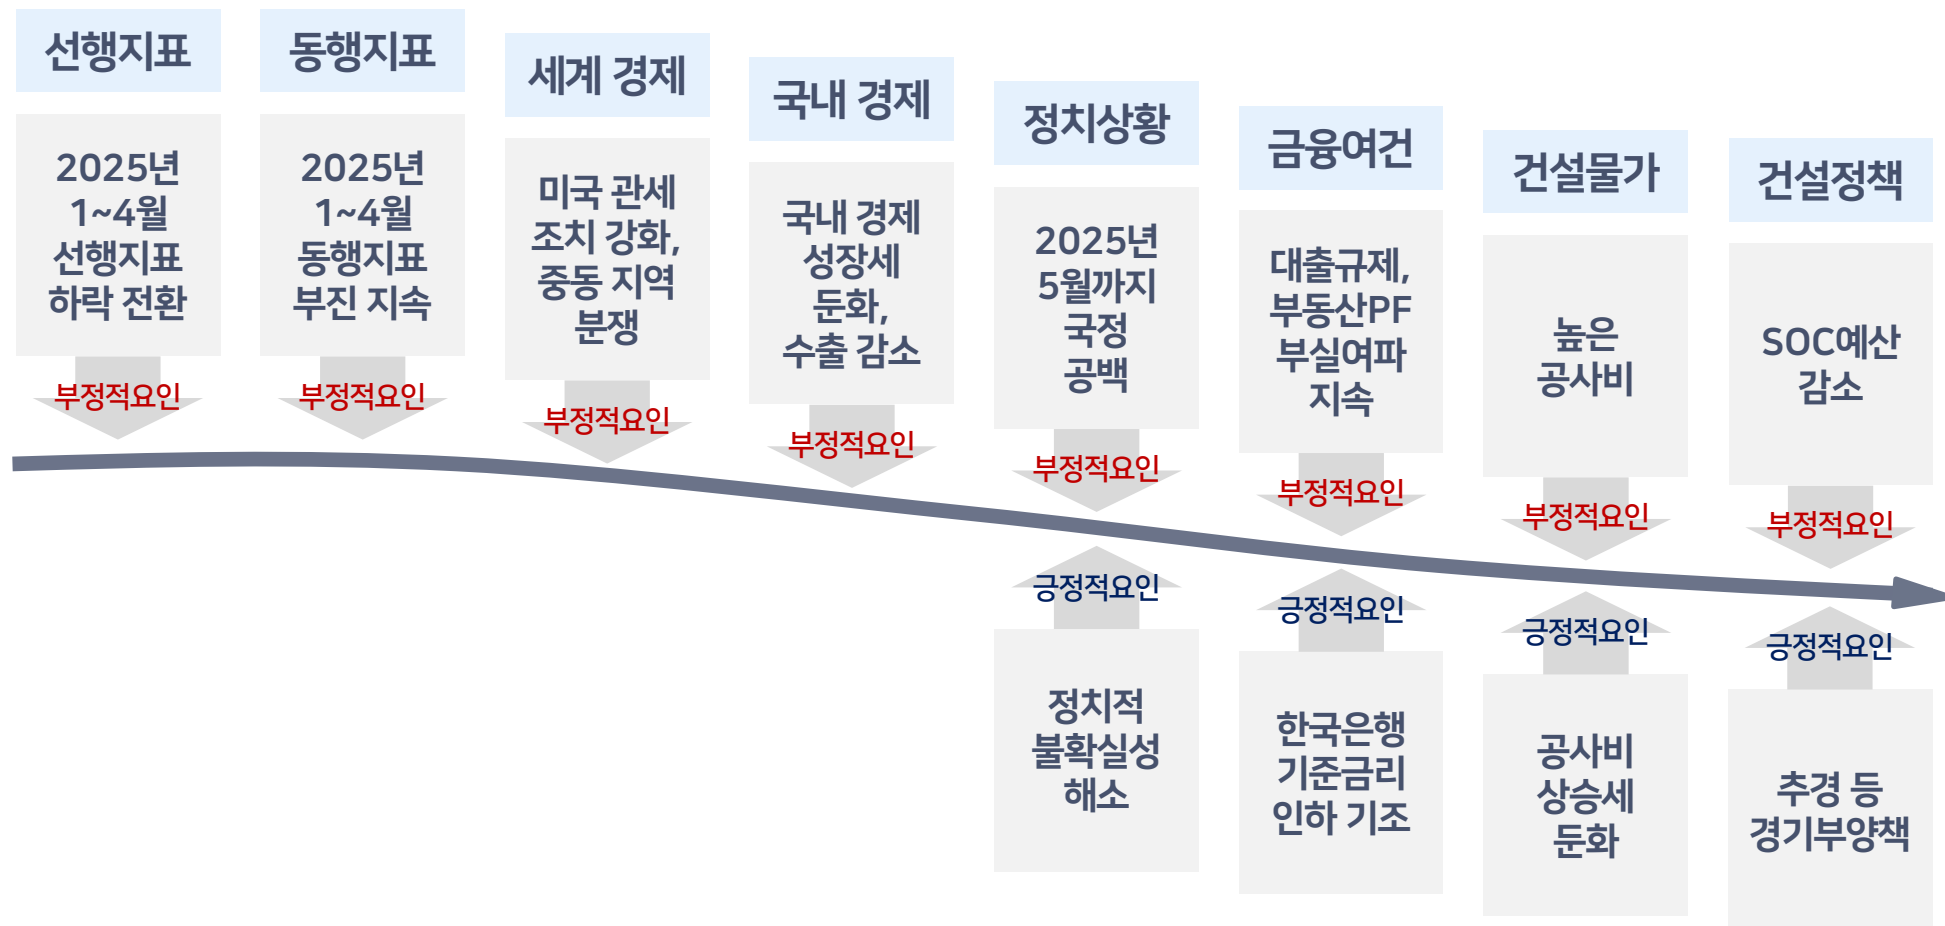 선행지표
2025년
1~4월
선행지표
하락 전환
부정적요인
동행지표
2025년
1~4월
동행지표
부진 지속
부정적요인
세계 경제
미국 관세
조치 강화,
중동 지역
분쟁
부정적요인
국내 경제
국내 경제
성장세
둔화,
수출 감소
부정적요인
정치상황
2025년
5월까지
국정
공백
부정적요인
긍정적요인
정치적
불확실성
해소
금융여건
대출규제,
부동산PF
부실여파
지속
부정적요인
긍정적요인
한국은행
기준금리
인하 기조
건설물가
높은
공사비
부정적요인
긍정적요인
공사비
상승세
둔화
건설정책
SOC예산
감소
부정적요인
긍정적요인
추경 등
경기부양책